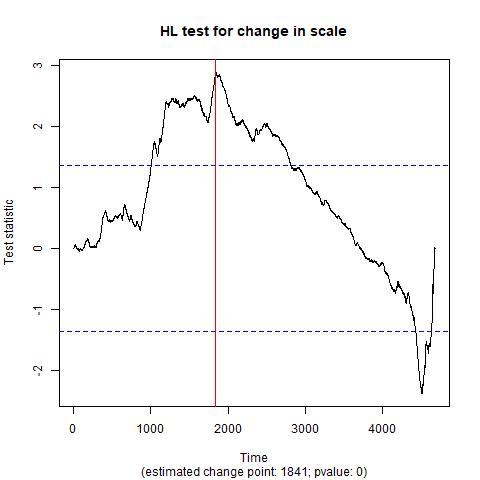 HL test for change in scale
3
2
1
0
-1
-2
Test statistic
0
1000
2000
3000
4000
Time
(estimated change point: 1841; pvalue: 0)